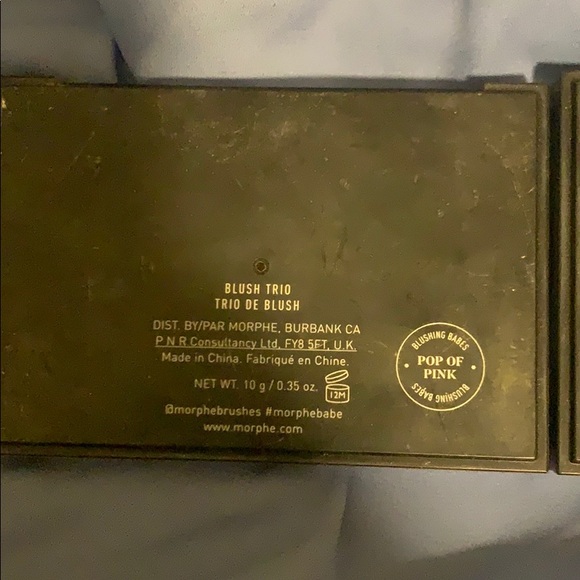 BLUSH TRIO
TRIO DE BLUSH
DIST. BY/PAR MORPHE, BURBANK CA
P N R Consultancy Ltd, FY8 5FT, U.K.
Made in China. Fabriqué en Chine.
NET WT. 10 g / 0.35 oz.
12M
@morphebrushes #morphebabe
www.morphe.com
BLUSHING BABES
POP OF
PINK
BLUSHING BABES